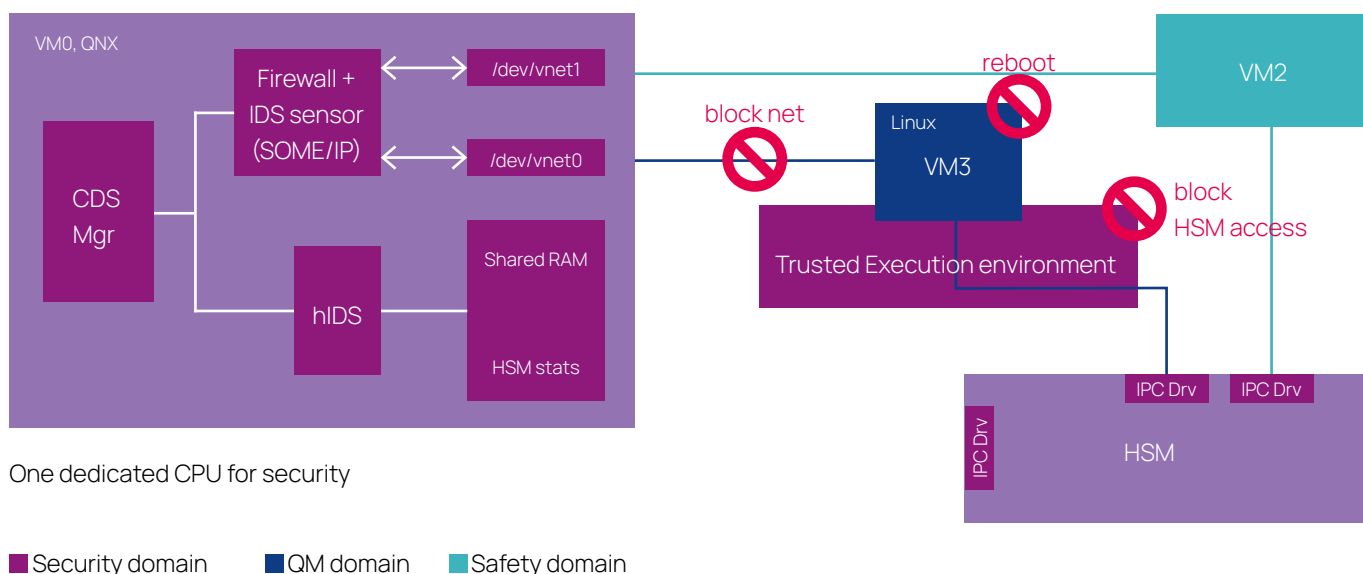 VM0, QNX
Firewall +
IDS sensor
(SOME/IP)
/dev/vnet1
/dev/vnet0
CDS
Mgr
hIDS
Shared RAM
HSM stats
block net
reboot
Linux
VM3
VM2
block
HSM access
Trusted Execution environment
IPC Drv
IPC Drv
IPC Drv
HSM
One dedicated CPU for security
Security domain
QM domain
Safety domain